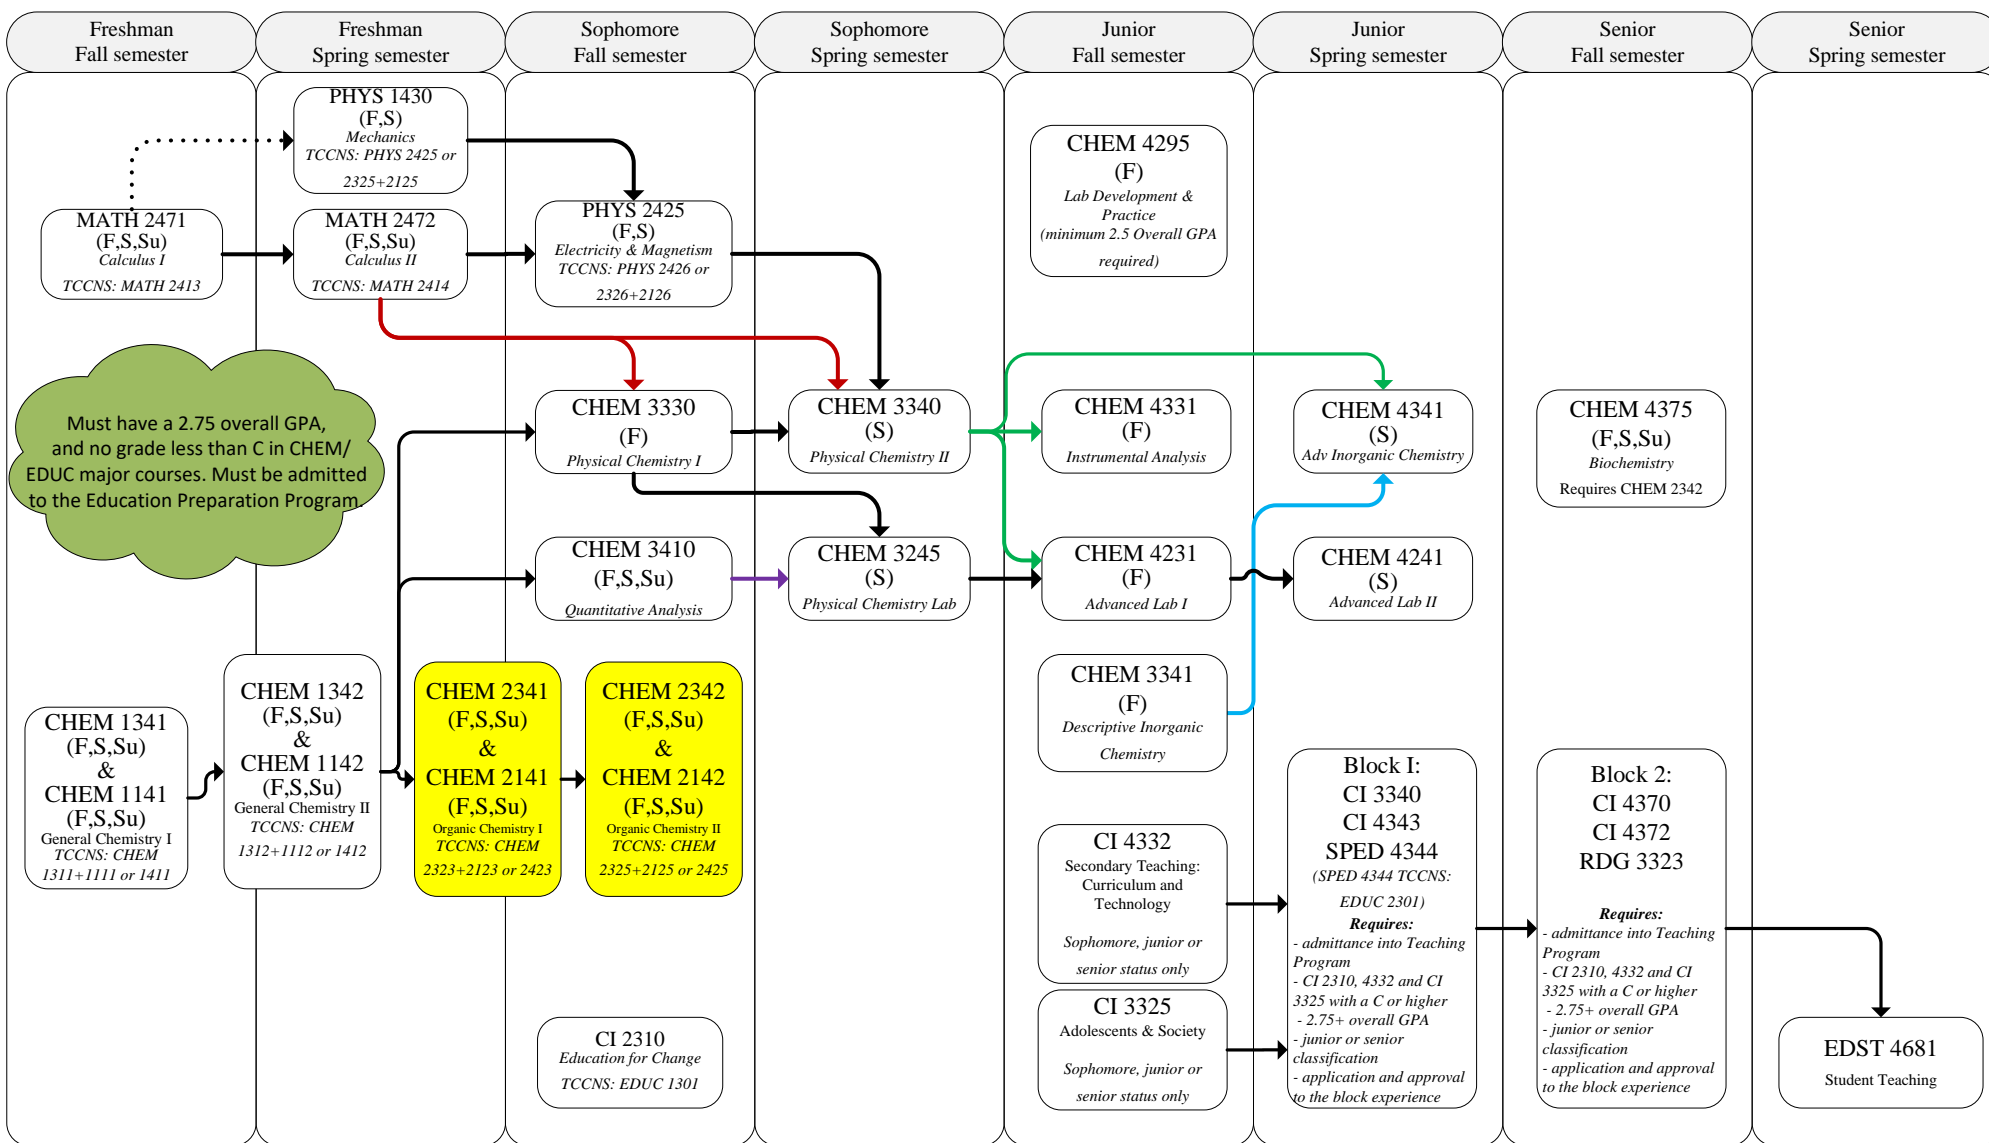 Freshman
Fall semester
Freshman
Spring semester
Sophomore
Fall semester
Sophomore
Spring semester
Junior
Fall semester
Junior
Spring semester
Senior
Fall semester
Senior
Spring semester
PHYS 1430
(F,S)
Mechanics
TCCNS: PHYS 2425 or
2325+2125
CHEM 4295
(F)
Lab Development &
Practice
(minimum 2.5 Overall GPA
required)
MATH 2471
(F,S,Su)
Calculus I
TCCNS: MATH 2413
MATH 2472
(F,S,Su)
Calculus II
TCCNS: MATH 2414
PHYS 2425
(F,S)
Electricity & Magnetism
TCCNS: PHYS 2426 or
2326+2126
Must have a 2.75 overall GPA,
and no grade less than C in CHEM/
EDUC major courses. Must be admitted
to the Education Preparation Program.
CHEM 3330
(F)
Physical Chemistry I
CHEM 3340
(S)
Physical Chemistry II
CHEM 4331
(F)
Instrumental Analysis
CHEM 4341
(S)
Adv Inorganic Chemistry
CHEM 4375
(F,S,Su)
Biochemistry
Requires CHEM 2342
CHEM 3410
(F,S,Su)
Quantitative Analysis
CHEM 3245
(S)
Physical Chemistry Lab
CHEM 4231
(F)
Advanced Lab I
CHEM 4241
(S)
Advanced Lab II
CHEM 1341
(F,S,Su)
&
CHEM 1141
(F,S,Su)
General Chemistry I
TCCNS: CHEM
1311+1111 or 1411
CHEM 1342
(F,S,Su)
&
CHEM 1142
(F,S,Su)
General Chemistry II
TCCNS: CHEM
1312+1112 or 1412
CHEM 2341
(F,S,Su)
&
CHEM 2141
(F,S,Su)
Organic Chemistry I
TCCNS: CHEM
2323+2123 or 2423
CHEM 2342
(F,S,Su)
&
CHEM 2142
(F,S,Su)
Organic Chemistry II
TCCNS: CHEM
2325+2125 or 2425
CHEM 3341
(F)
Descriptive Inorganic
Chemistry
CI 4332
Secondary Teaching:
Curriculum and
Technology
Sophomore, junior or
senior status only
Block I:
CI 3340
CI 4343
SPED 4344
(SPED 4344 TCCNS:
EDUC 2301)
Requires:
- admittance into Teaching
Program
- CI 2310, 4332 and CI
3325 with a C or higher
- 2.75+ overall GPA
- junior or senior
classification
- application and approval
to the block experience
Block 2:
CI 4370
CI 4372
RDG 3323
Requires:
- admittance into Teaching
Program
- CI 2310, 4332 and CI
3325 with a C or higher
- 2.75+ overall GPA
- junior or senior
classification
- application and approval
to the block experience
CI 2310
Education for Change
TCCNS: EDUC 1301
CI 3325
Adolescents & Society
Sophomore, junior or
senior status only
EDST 4681
Student Teaching